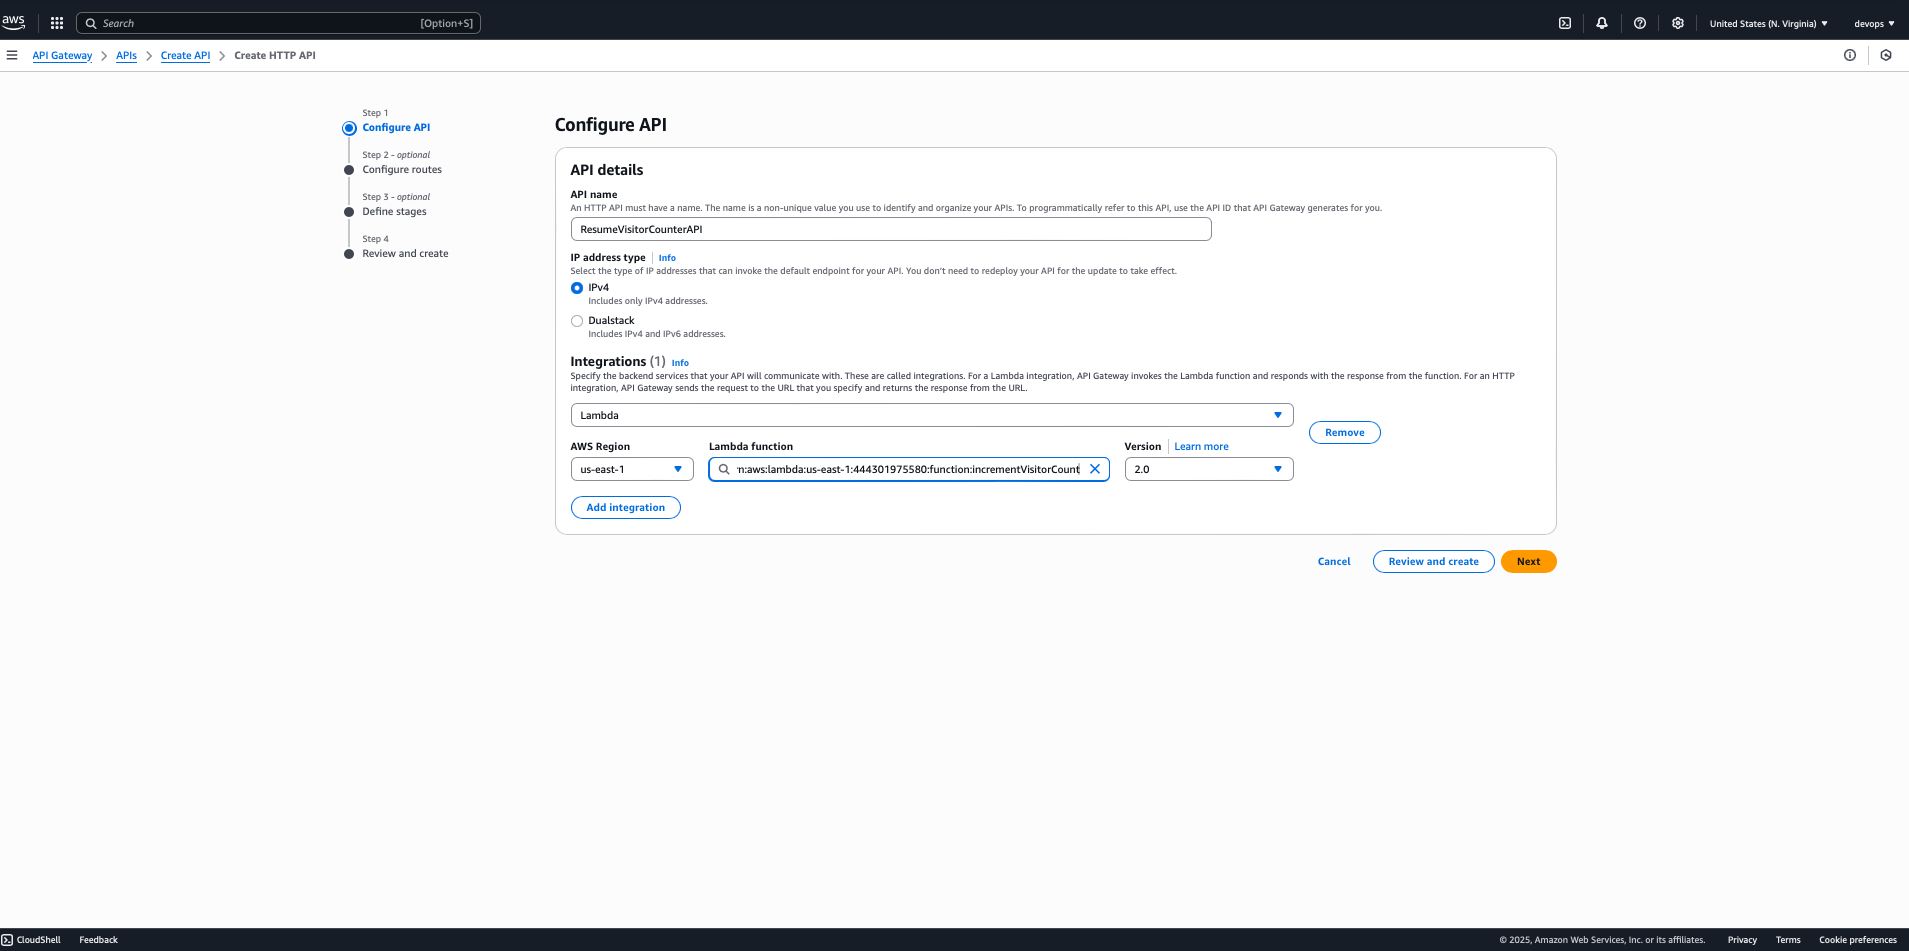 aws
Search
[Option+S]
United States (N. Virginia)
devops
API Gateway
APIs
Create API
Create HTTP API
Step 1
Configure API
Step 2 - optional
Configure routes
Step 3 - optional
Define stages
Step 4
Review and create
Configure API
API details
API name
An HTTP API must have a name. The name is a non-unique value you use to identify and organize your APIs. To programmatically refer to this API, use the API ID that API Gateway generates for you.
ResumeVisitorCounterAPI
IP address type
Info
Select the type of IP addresses that can invoke the default endpoint for your API. You don't need to redeploy your API for the update to take effect.
IPv4
Includes only IPv4 addresses.
Dualstack
Includes IPv4 and IPv6 addresses.
Integrations (1)
Info
Specify the backend services that your API will communicate with. These are called integrations. For a Lambda integration, API Gateway invokes the Lambda function and responds with the response from the function. For an HTTP
integration, API Gateway sends the request to the URL that you specify and returns the response from the URL.
Lambda
Remove
AWS Region
Lambda function
Version
Learn more
us-east-1
n:aws:lambda:us-east-1:444301975580:function:incrementVisitorCount
2.0
Add integration
Cancel
Review and create
Next
CloudShell
Feedback
© 2025, Amazon Web Services, Inc. or its affiliates.
Privacy
Terms
Cookie preferences